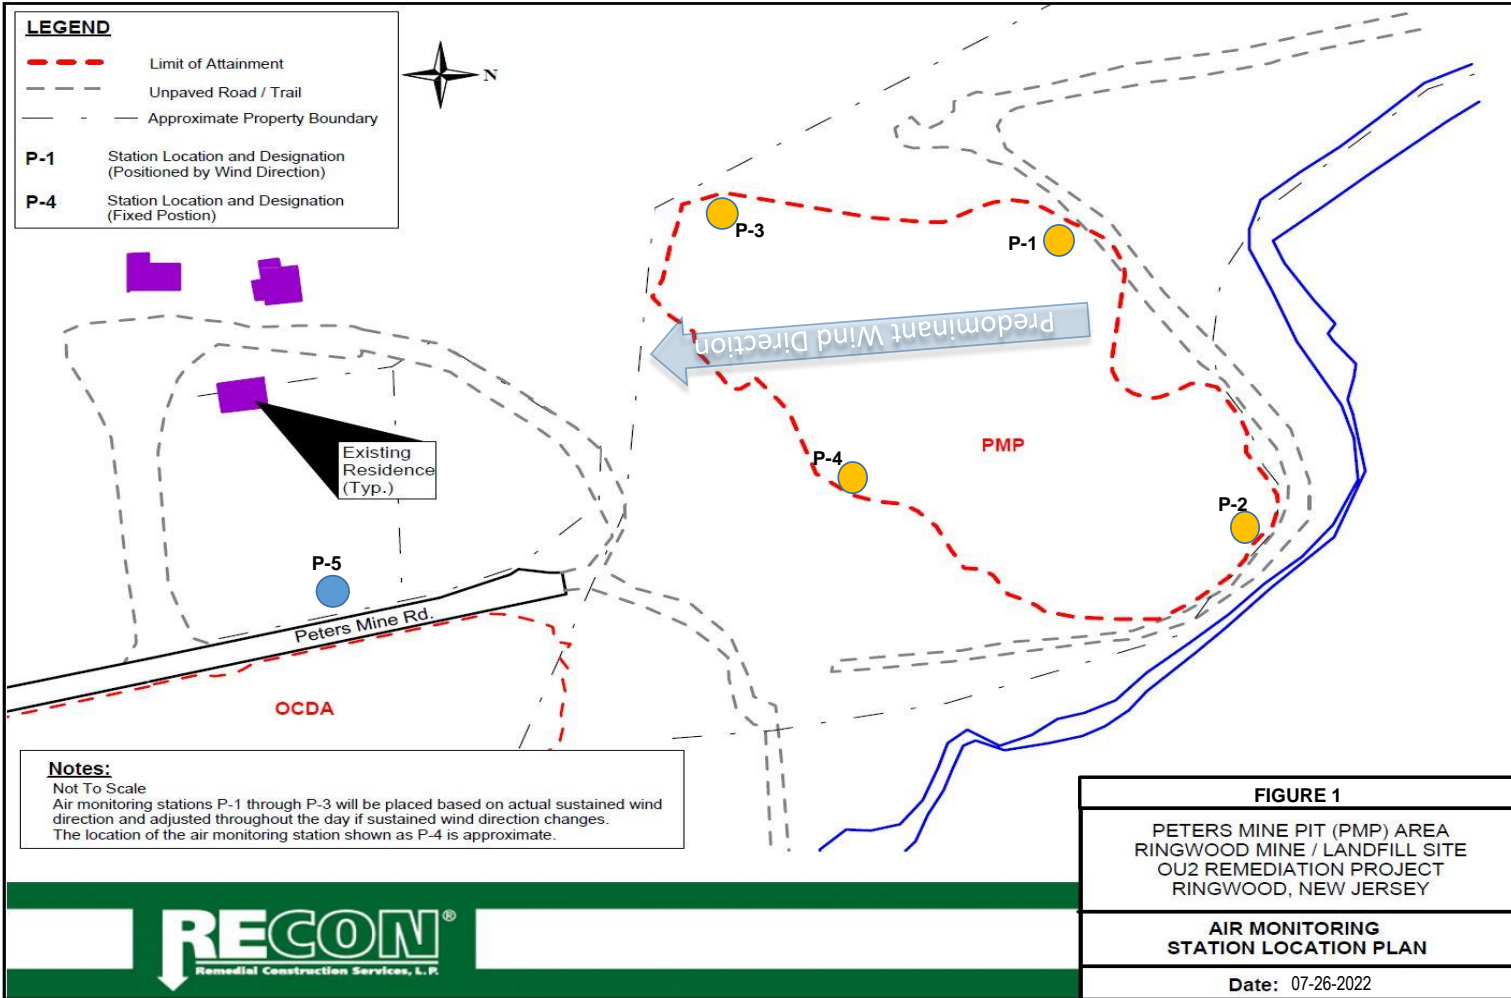 LEGEND
Limit of Attainment
Unpaved Road / Trail
Approximate Property Boundary
P-1 Station Location and Designation
(Positioned by Wind Direction)
P-4 Station Location and Designation
(Fixed Postion)
N
P-3
P-1
Predominant Wind Direction
PMP
P-4
P-2
Existing
Residence
(Typ.)
P-5
Peters Mine Rd.
OCDA
Notes:
Not To Scale
Air monitoring stations P-1 through P-3 will be placed based on actual sustained wind
direction and adjusted throughout the day if sustained wind direction changes.
The location of the air monitoring station shown as P-4 is approximate.
RECON®
Remedial Construction Services, L.P.
FIGURE 1
PETERS MINE PIT (PMP) AREA
RINGWOOD MINE / LANDFILL SITE
OU2 REMEDIATION PROJECT
RINGWOOD, NEW JERSEY
AIR MONITORING
STATION LOCATION PLAN
Date: 07-26-2022